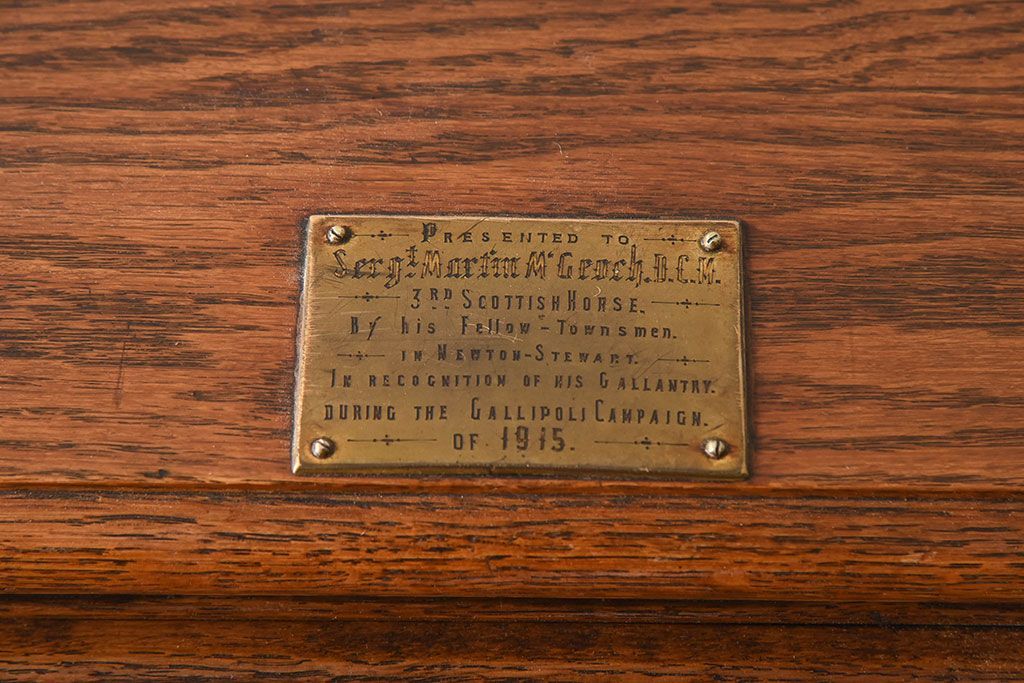 PRESENTED TO
Sergt. Martin McGeoch. D.C.M.
3RD SCOTTISH HORSE.
By his Fellow-Townsmen.
IN NEWTON-STEWART.
IN RECOGNITION OF HIS GALLANTRY.
DURING THE GALLIPOLI CAMPAIGN.
OF 1915.